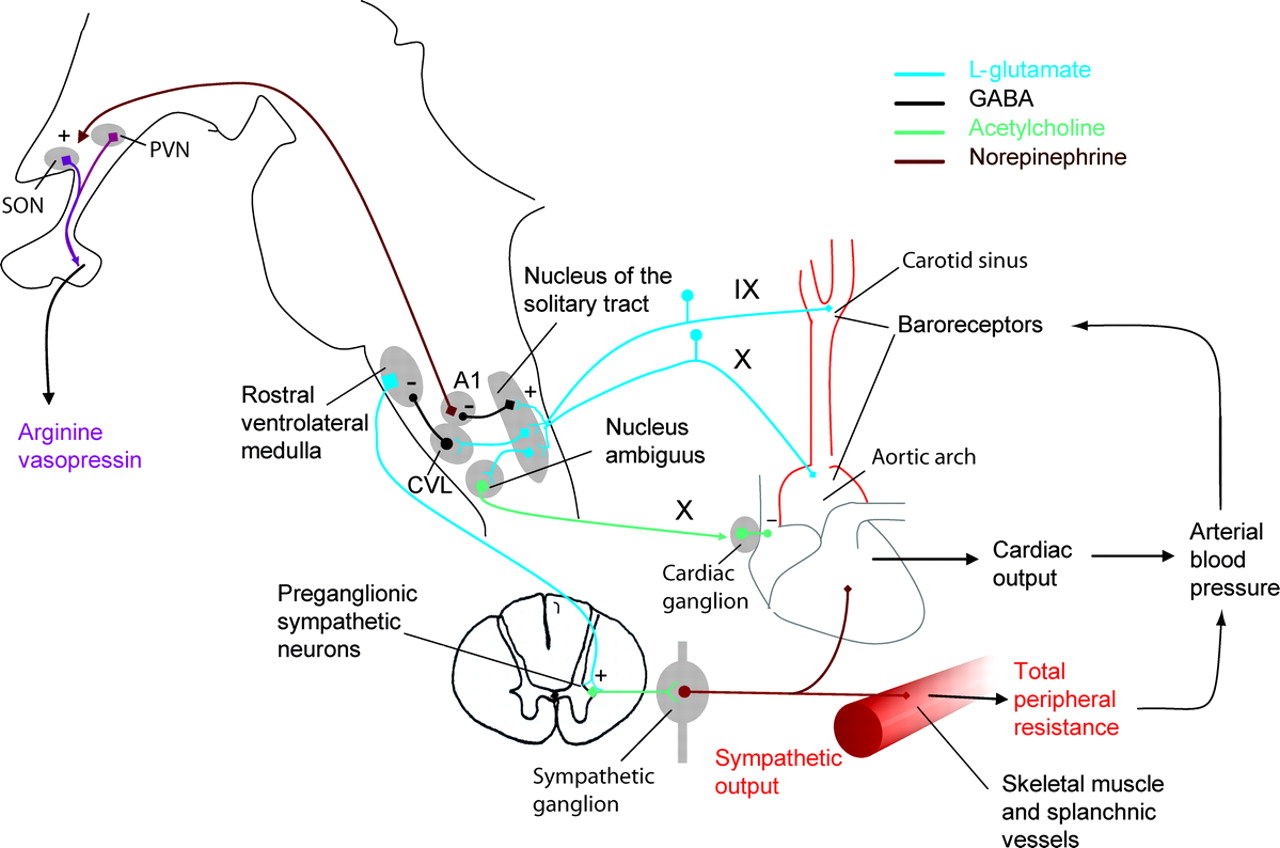 L-glutamate
GABA
Acetylcholine
Norepinephrine
+
PVN
SON
Arginine
vasopressin
Nucleus of the
solitary tract
IX
X
Carotid sinus
Baroreceptors
Rostral
ventrolateral
medulla
-
A1
-
+
CVL
Nucleus
ambiguus
Aortic arch
X
-
Cardiac
ganglion
Cardiac
output
Arterial
blood
pressure
Preganglionic
sympathetic
neurons
+
Sympathetic
ganglion
Sympathetic
output
Total
peripheral
resistance
Skeletal muscle
and splanchnic
vessels